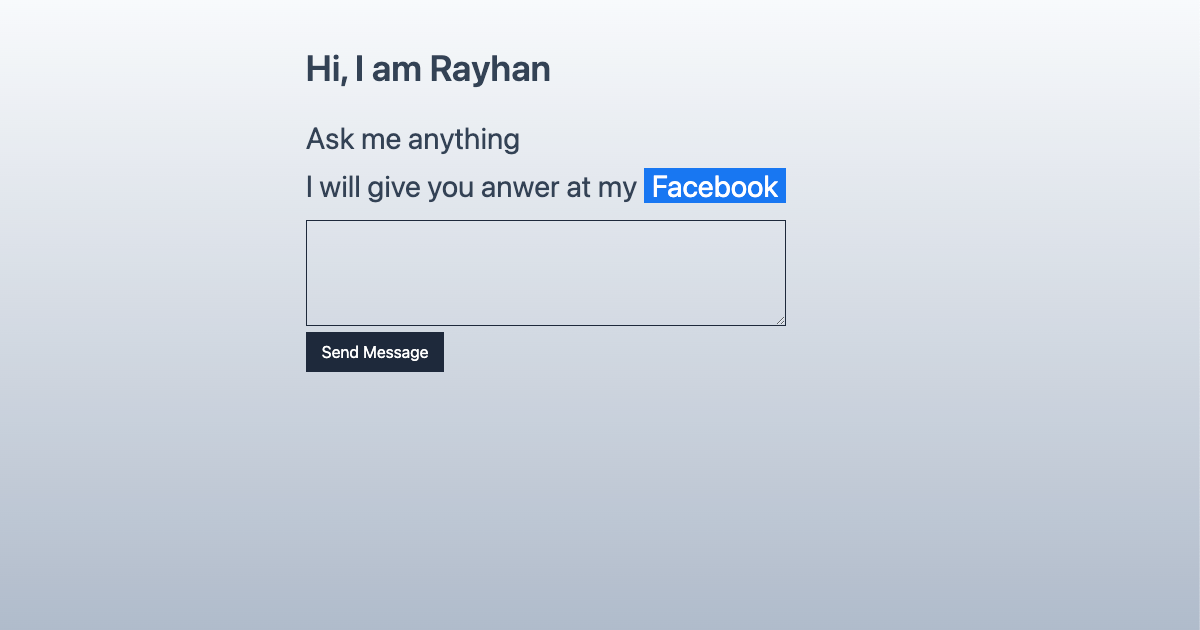 Hi, I am Rayhan
Ask me anything
I will give you anwer at my Facebook
Send Message